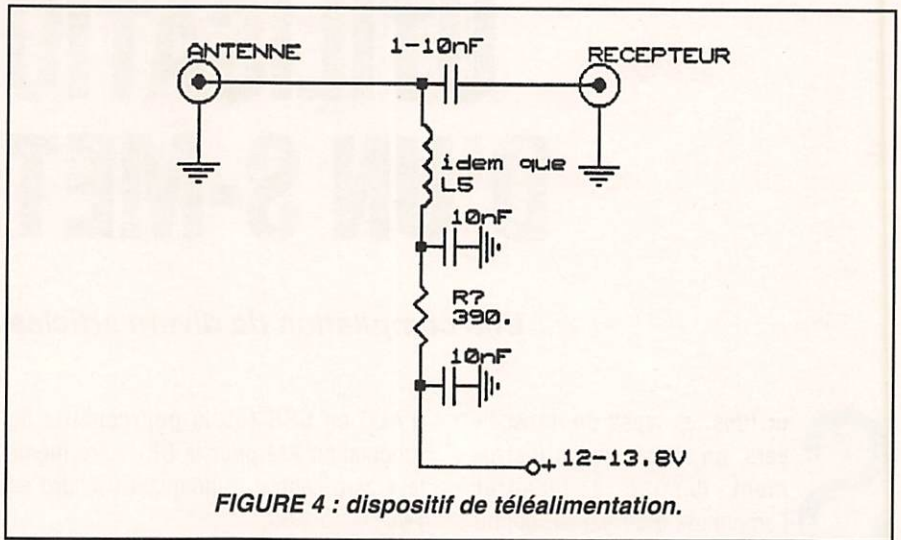 ANTENNE
1-10nF
RECEPTEUR
idem que
L5
10nF
R?
390.
10nF
12-13.8V
FIGURE 4 : dispositif de téléalimentation.